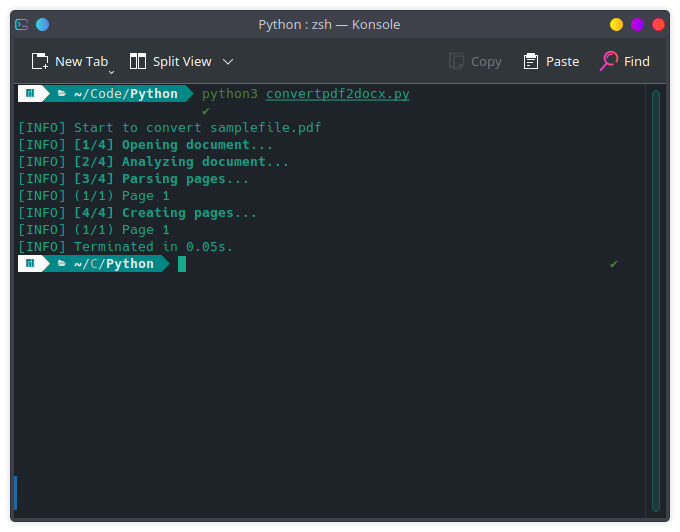 Python : zsh — Konsole
New Tab Split View Copy Paste Find
~/Code/Python python3 convertpdf2docx.py
✔
[INFO] Start to convert samplefile.pdf
[INFO] [1/4] Opening document...
[INFO] [2/4] Analyzing document...
[INFO] [3/4] Parsing pages...
[INFO] (1/1) Page 1
[INFO] [4/4] Creating pages...
[INFO] (1/1) Page 1
[INFO] Terminated in 0.05s.
~/C/Python ✔